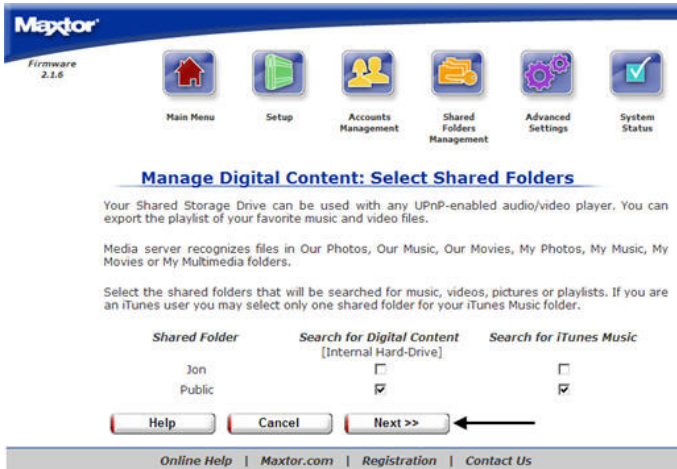 Maxtor
Firmware
2.1.6
Main Menu
Setup
Accounts
Management
Shared
Folders
Management
Advanced
Settings
System
Status
Manage Digital Content: Select Shared Folders
Your Shared Storage Drive can be used with any UPnP-enabled audio/video player. You can
export the playlist of your favorite music and video files.
Media server recognizes files in Our Photos, Our Music, Our Movies, My Photos, My Music, My
Movies or My Multimedia folders.
Select the shared folders that will be searched for music, videos, pictures or playlists. If you are
an iTunes user you may select only one shared folder for your iTunes Music folder.
Shared Folder Search for Digital Content Search for iTunes Music
[Internal Hard-Drive]
Jon
Public
Help Cancel Next >>
Online Help | Maxtor.com | Registration | Contact Us